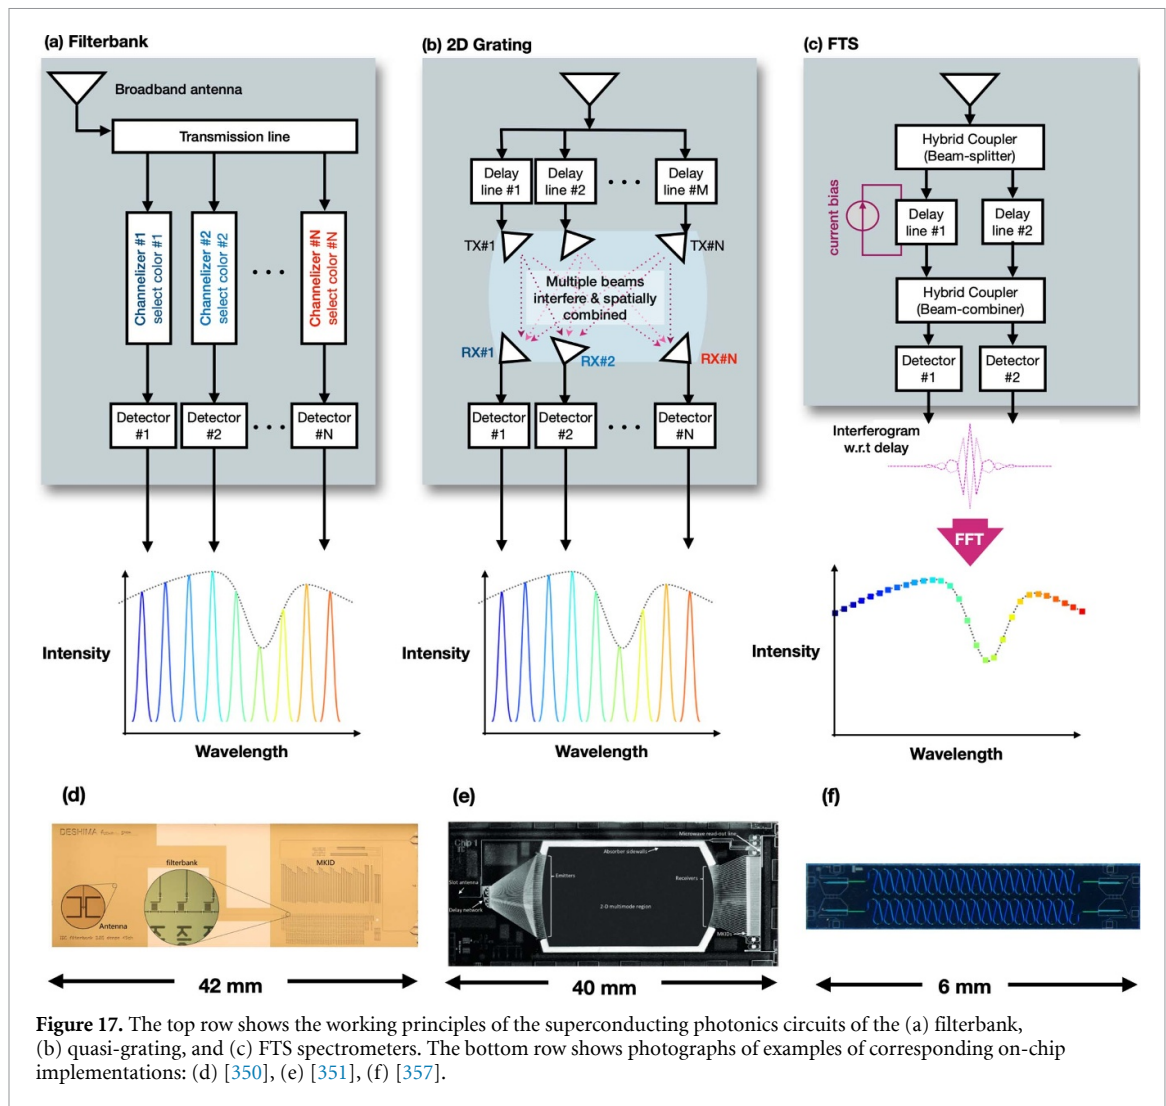 (a) Filterbank
Broadband antenna
Transmission line
Channelizer #1
select color #1
Channelizer #2
select color #2
• • •
Channelizer #N
select color #N
Detector
#1
Detector
#2
• • •
Detector
#N
Intensity
Wavelength
(b) 2D Grating
Delay
line #1
Delay
line #2
• • •
Delay
line #M
TX#1
TX#N
Multiple beams
interfere & spatially
combined
RX#1
RX#2
RX#N
Detector
#1
Detector
#2
• • •
Detector
#N
Intensity
Wavelength
(c) FTS
Hybrid Coupler
(Beam-splitter)
current bias
Delay
line #1
Delay
line #2
Hybrid Coupler
(Beam-combiner)
Detector
#1
Detector
#2
Interferogram
w.r.t delay
FFT
Intensity
Wavelength
(d)
DESHIMA
filterbank
MKID
Antenna
42 mm
(e)
Chip 1
Microwave read-out line
Absorber sidewalls
Slot antenna
Emitters
Receivers
Delay network
2-D multimode region
MKIDs
40 mm
(f)
6 mm
Figure 17. The top row shows the working principles of the superconducting photonics circuits of the (a) filterbank,
(b) quasi-grating, and (c) FTS spectrometers. The bottom row shows photographs of examples of corresponding on-chip
implementations: (d) [350], (e) [351], (f) [357].